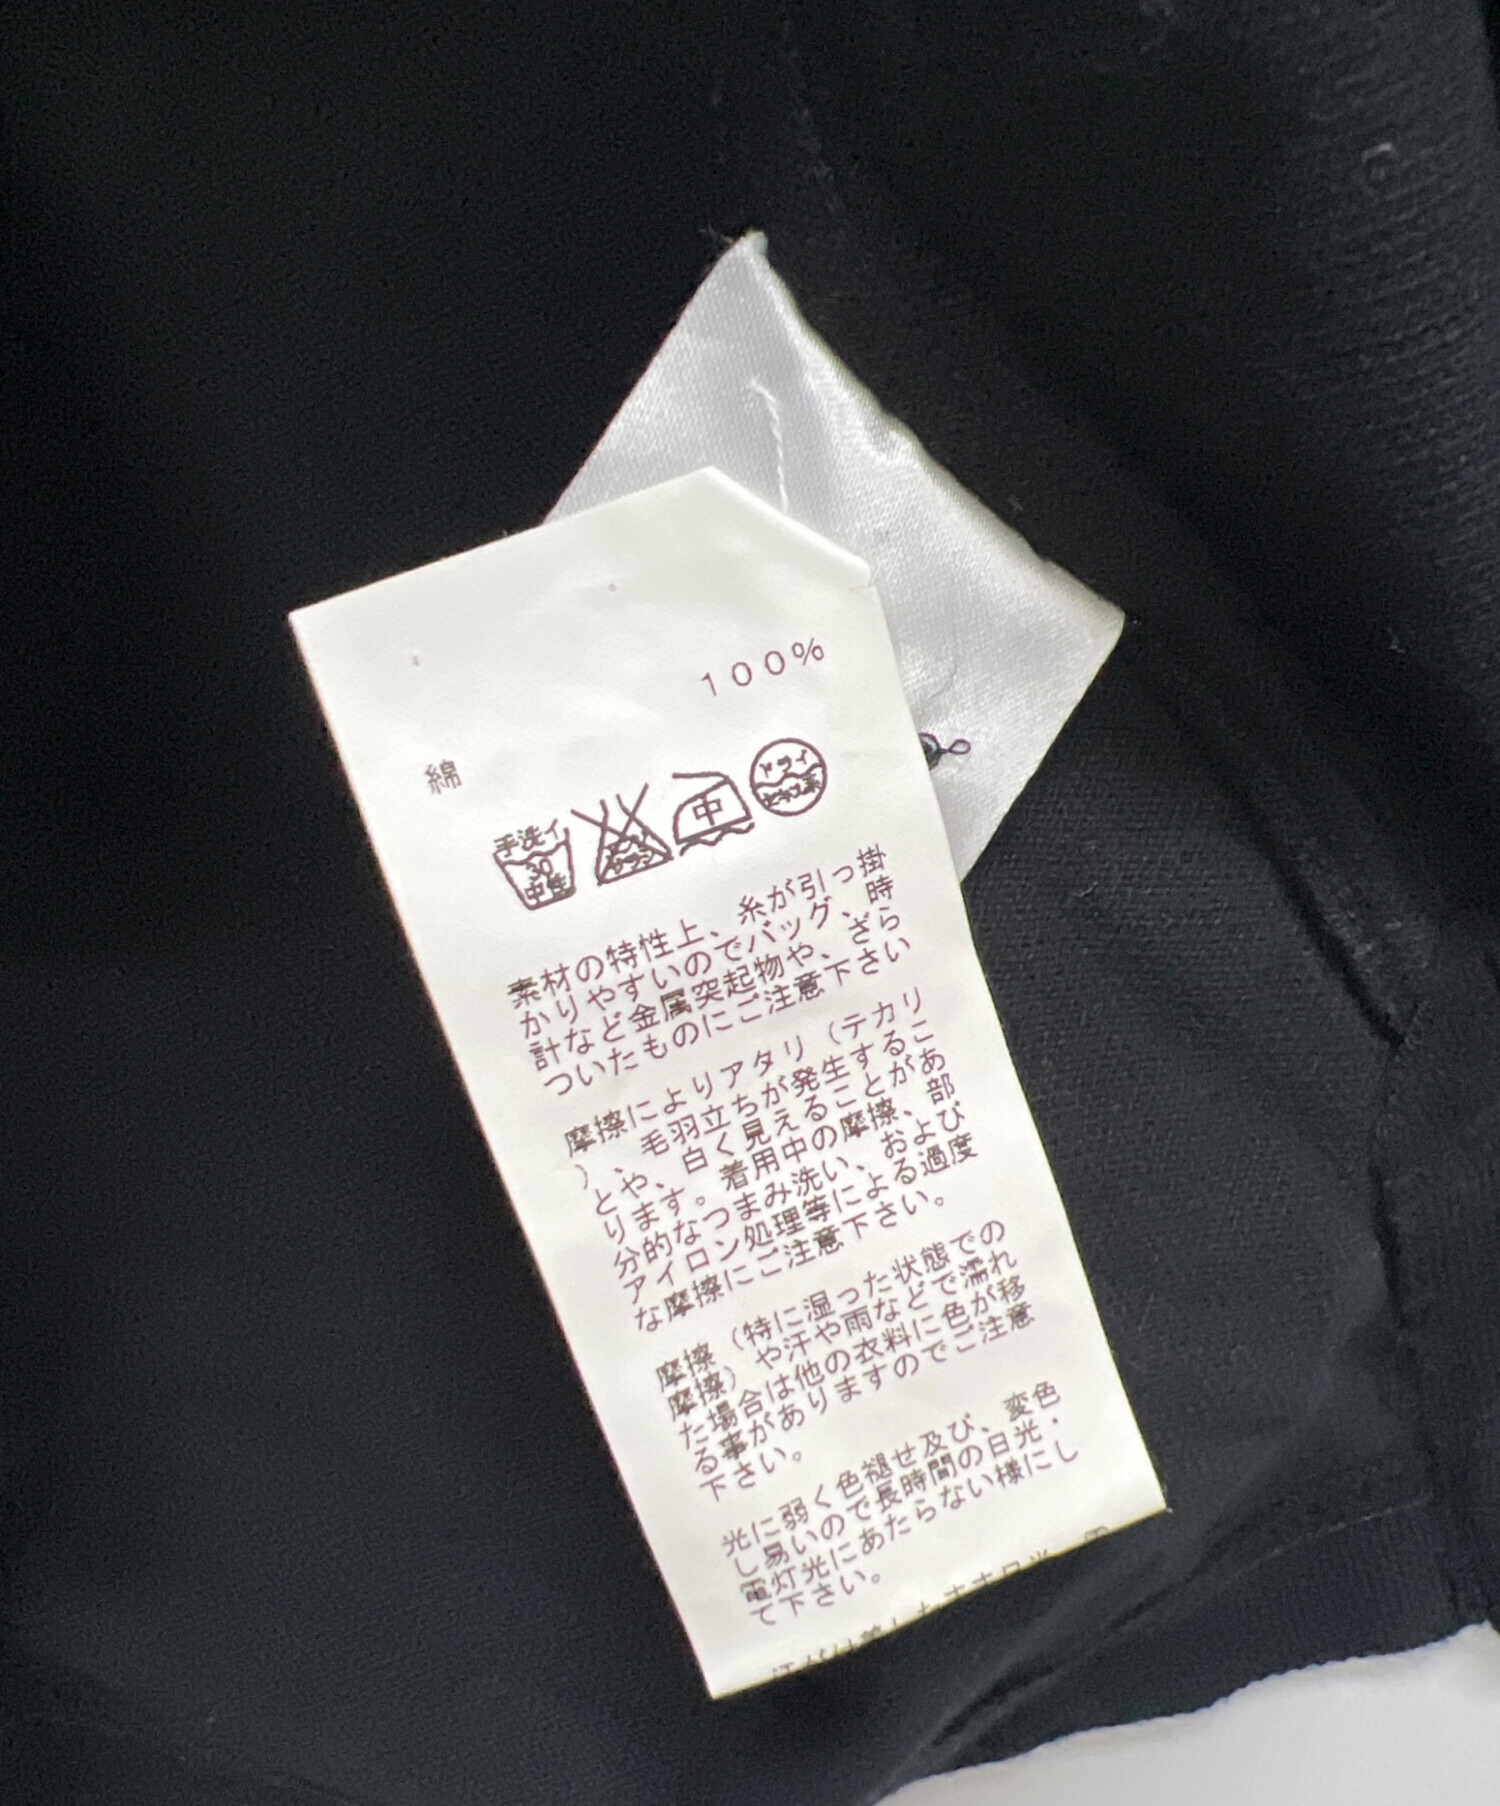 綿 100%
手洗イ
30
中性
エンソ
サラシ
中
ドライ
セキユ系
素材の特性上、糸が引っ掛
かりやすいのでバッグ、時
計など金属突起物や、ざら
ついたものにご注意下さい
摩擦によりアタリ(テカリ
)、毛羽立ちが発生するこ
とや、白く見えることがあ
ります。着用中の摩擦、部
分的なつまみ洗い、および
アイロン処理等による過度
な摩擦にご注意下さい。
摩擦(特に湿った状態での
摩擦)や汗や雨などで濡れ
た場合は他の衣料に色が移
る事がありますのでご注意
下さい。
光に弱く色褪せ及び、変色
し易いので長時間の日光・
電灯光にあたらない様にし
て下さい。